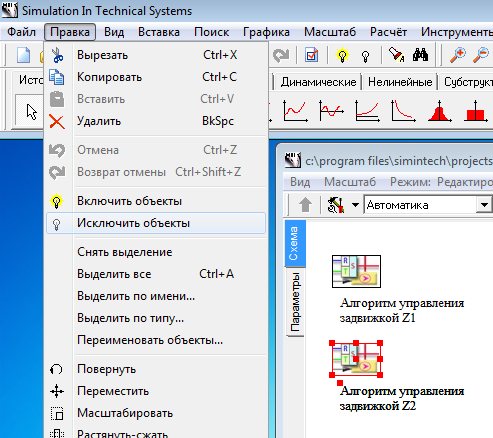 Simulation In Technical Systems
Файл Правка Вид Вставка Поиск Графика Масштаб Расчёт Инструменты
Вырезать Ctrl+X
Копировать Ctrl+C
Вставить Ctrl+V
Удалить BkSpc
Отмена Ctrl+Z
Возврат отмены Ctrl+Shift+Z
Включить объекты
Исключить объекты
Снять выделение
Выделить все Ctrl+A
Выделить по имени...
Выделить по типу...
Переименовать объекты...
Повернуть
Переместить
Масштабировать
Растянуть-сжать
Исто
Динамические Нелинейные Субструкт
c:\program files\simintech\projects
Вид Масштаб Режим: Редактиро
Автоматика
Схема
Параметры
R S
T
Алгоритм управления
задвижкой Z1
R S
T
Алгоритм управления
задвижкой Z2